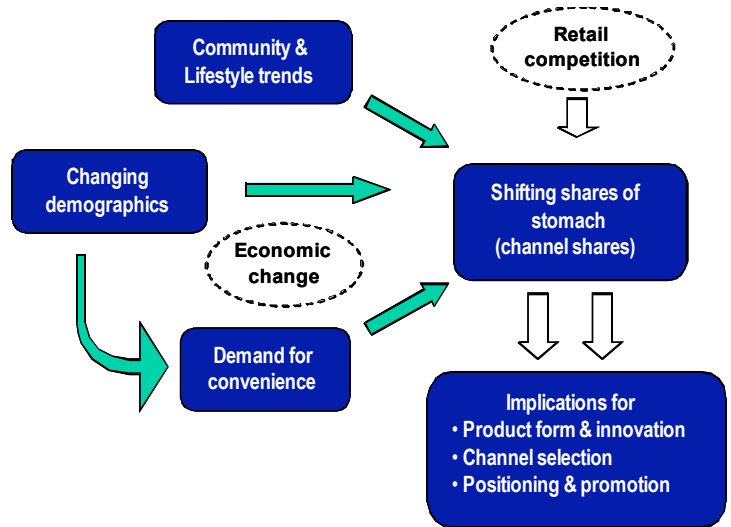 Community &
Lifestyle trends
Retail
competition
Changing
demographics
Shifting shares of
stomach
(channel shares)
Economic
change
Demand for
convenience
Implications for
• Product form & innovation
• Channel selection
• Positioning & promotion